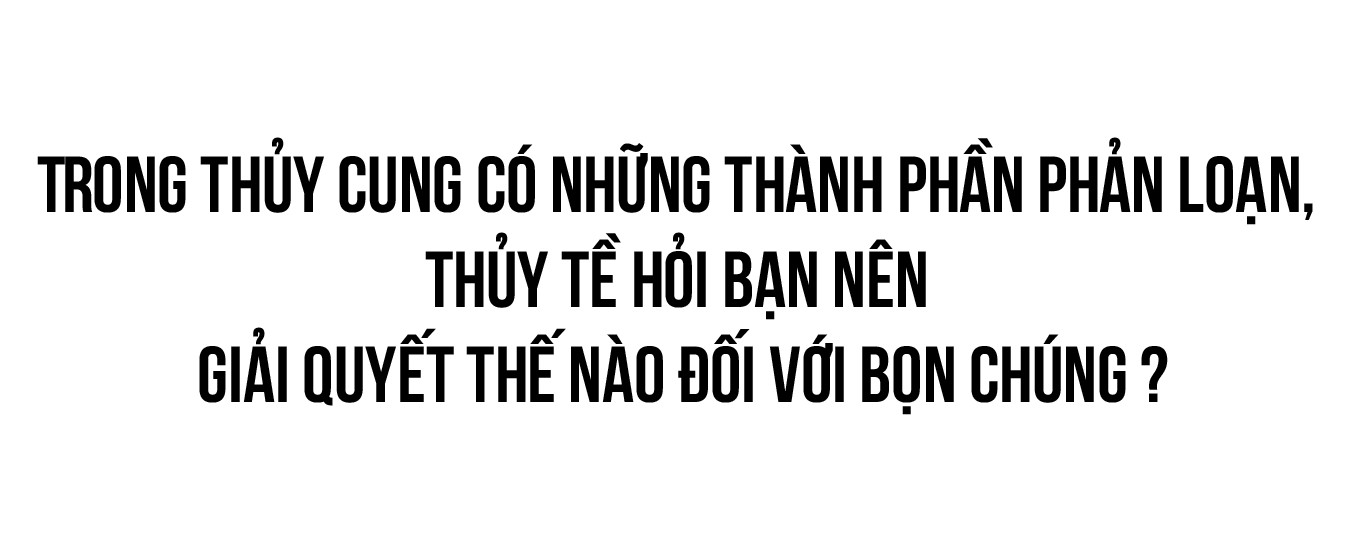 TRONG THỦY CUNG CÓ NHỮNG THÀNH PHẦN PHẢN LOẠN,
THỦY TỀ HỎI BẠN NÊN
GIẢI QUYẾT THẾ NÀO ĐỐI VỚI BỌN CHÚNG ?